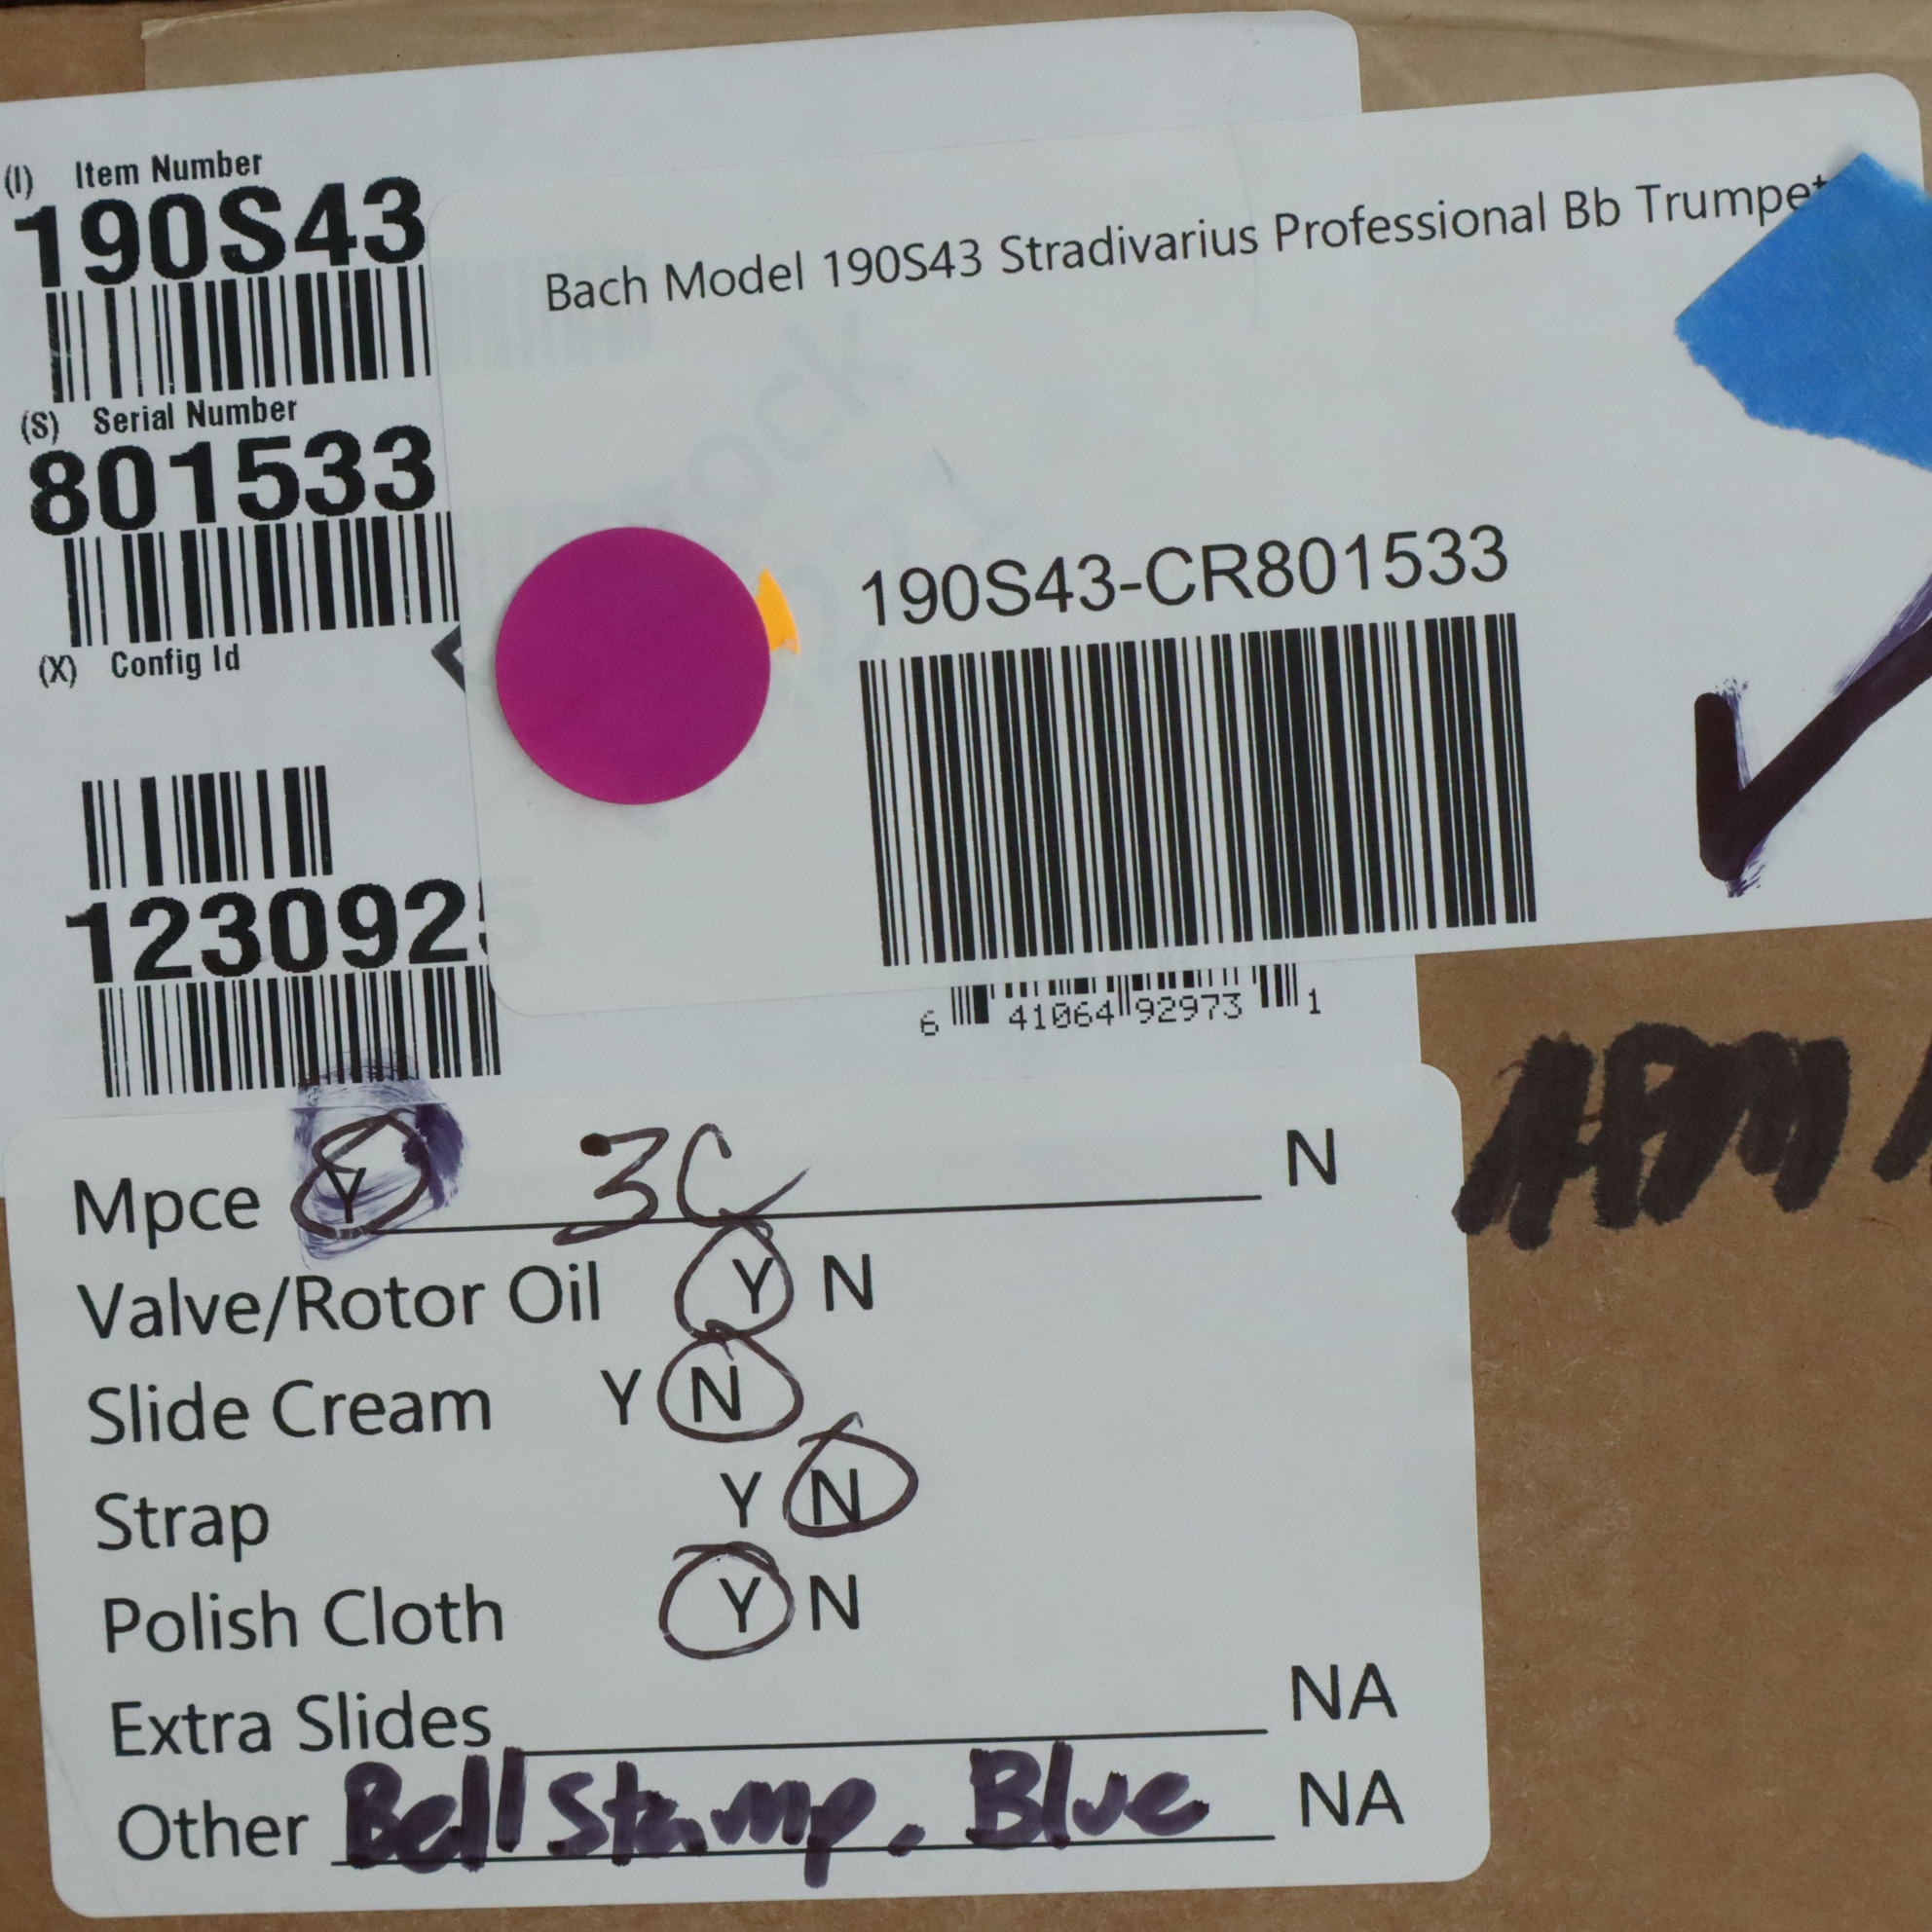 (I) Item Number
190S43
(S) Serial Number
801533
(X) Config Id
123092
Bach Model 190S43 Stradivarius Professional Bb Trumpet
190S43-CR801533
6 41064 92973 1
Mpce Y 3C N
Valve/Rotor Oil Y N
Slide Cream Y N
Strap Y N
Polish Cloth Y N
Extra Slides NA
Other Bell Stamp, Blue NA